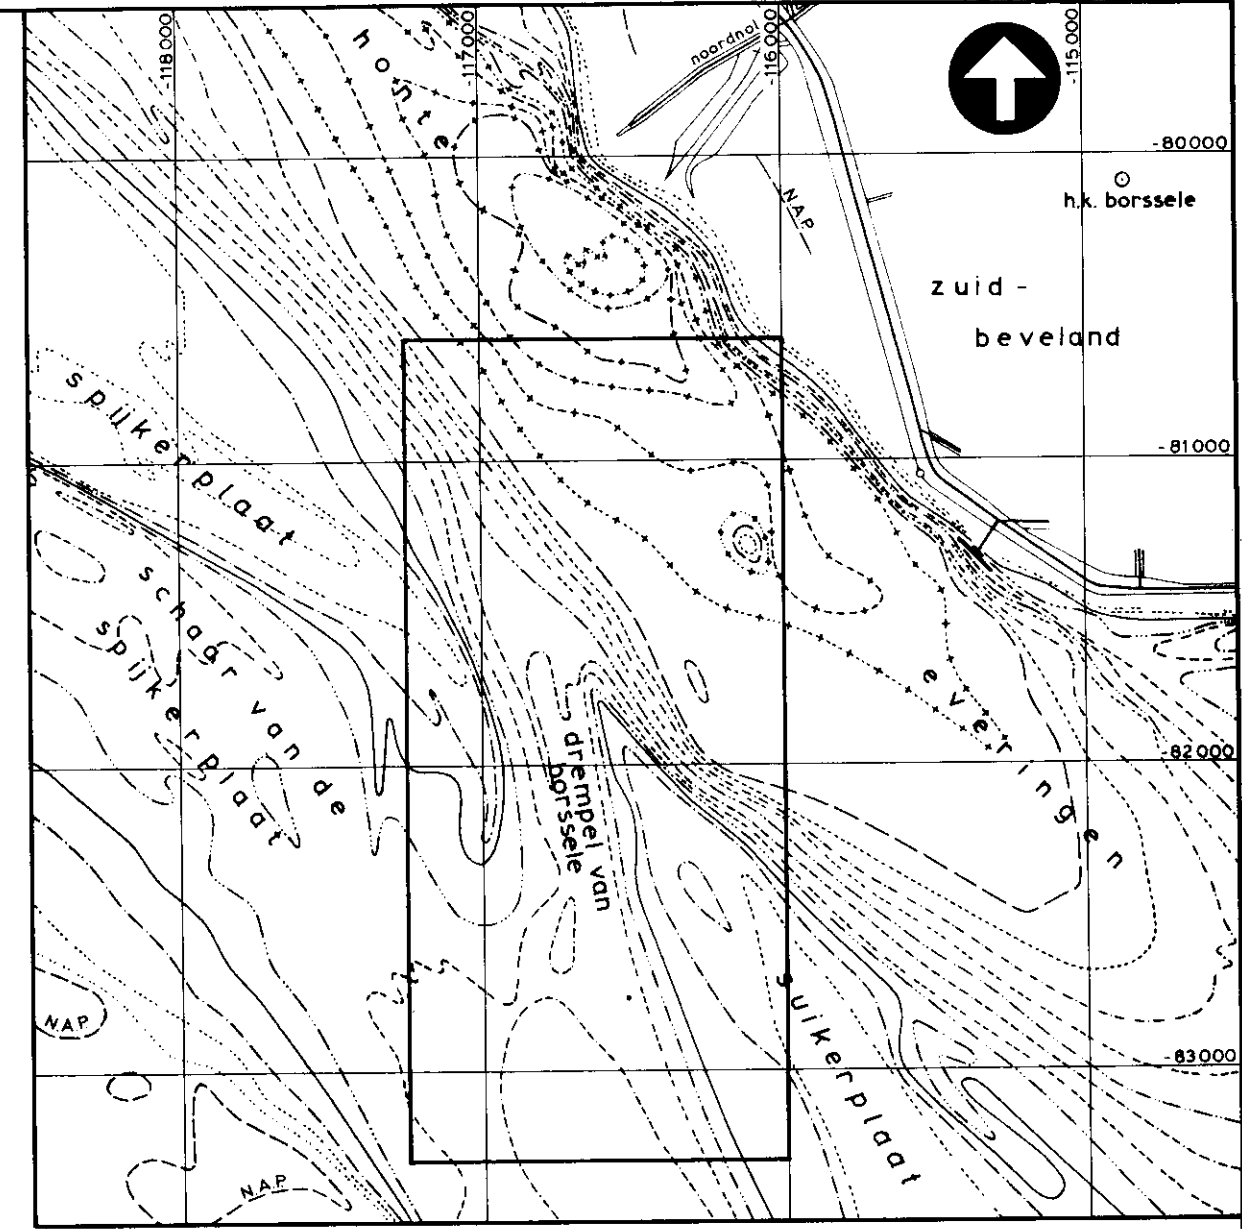 -118000
-117000
-116000
-115000
honte
noordnol
-80000
NAP
h.k. borssele
zuid-
beveland
spijkerplaat
-81000
schaar van de
spijkerplaat
everingen
-82000
drempel van
borssele
suikerplaat
NAP
-83000
NAP